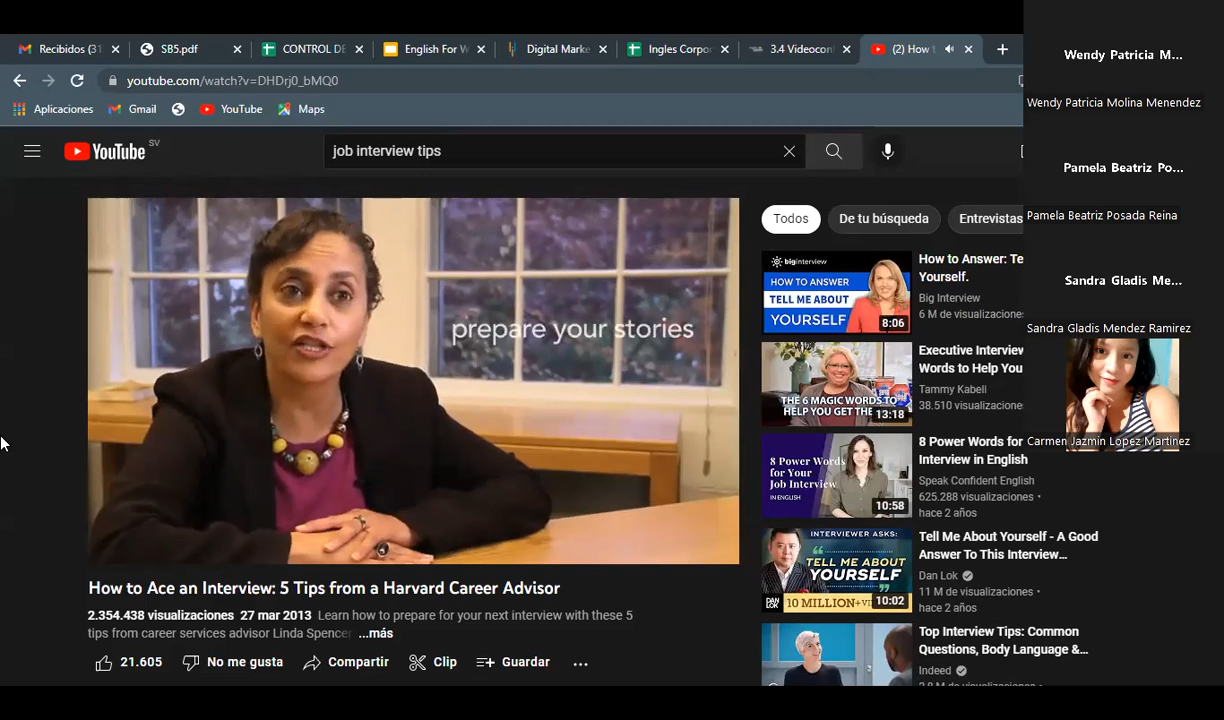 Recibidos (31
SB5.pdf
CONTROL DE
English For W
Digital Marke
Ingles Corpor
3.4 Videocon
(2) How t
youtube.com/watch?v=DHDrj0_bMQ0
Aplicaciones
Gmail
YouTube
Maps
YouTube SV
job interview tips
prepare your stories
How to Ace an Interview: 5 Tips from a Harvard Career Advisor
2.354.438 visualizaciones 27 mar 2013 Learn how to prepare for your next interview with these 5
tips from career services advisor Linda Spencer ...más
21.605
No me gusta
Compartir
Clip
Guardar
Todos
De tu búsqueda
Entrevistas
biginterview
HOW TO ANSWER
TELL ME ABOUT
YOURSELF
8:06
How to Answer: Te
Yourself.
Big Interview
6 M de visualizacione
THE 6 MAGIC WORDS TO
HELP YOU GET THE
13:18
Executive Interview
Words to Help You
Tammy Kabell
38.510 visualizacione
8 Power Words
for Your
Job Interview
IN ENGLISH
10:58
8 Power Words for
Interview in English
Speak Confident English
625.288 visualizaciones •
hace 2 años
INTERVIEWER ASKS:
"TELL ME ABOUT
YOURSELF"
DAN
LOK
10 MILLION+ VI
10:02
Tell Me About Yourself - A Good
Answer To This Interview...
Dan Lok
11 M de visualizaciones •
hace 2 años
Top Interview Tips: Common
Questions, Body Language &...
Indeed
Wendy Patricia M...
Wendy Patricia Molina Menendez
Pamela Beatriz Po...
Pamela Beatriz Posada Reina
Sandra Gladis Me...
Sandra Gladis Mendez Ramirez
Carmen Jazmin Lopez Martinez